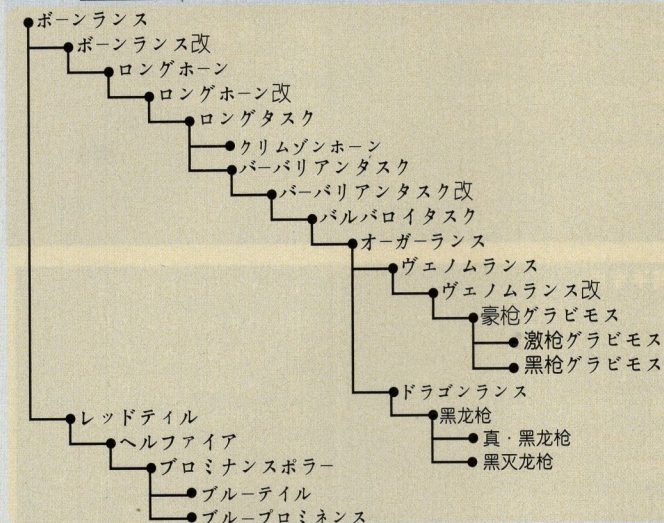 ボーンランス
ボーンランス改
ロングホーン
ロングホーン改
ロングタスク
クリムゾンホーン
バーバリアンタスク
バーバリアンタスク改
バルバロイタスク
オーガーランス
ヴェノムランス
ヴェノムランス改
豪枪グラビモス
激枪グラビモス
黑枪グラビモス
ドラゴンランス
黑龙枪
真・黑龙枪
黑灭龙枪
レッドテイル
ヘルファイア
プロミナンスポラー
ブルーテイル
ブループロミネンス